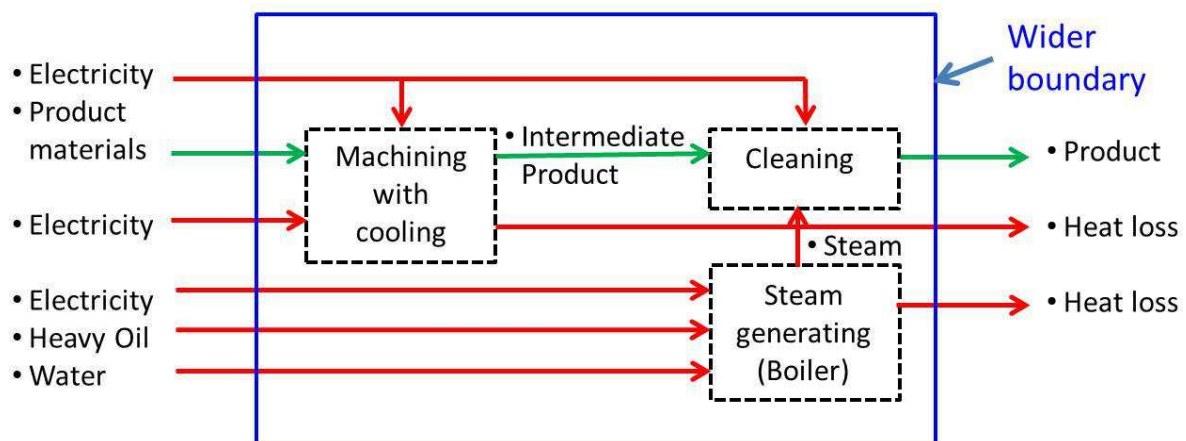 • Electricity
• Product
materials
• Electricity
• Electricity
• Heavy Oil
• Water
Machining
with
cooling
• Intermediate
Product
Cleaning
• Steam
Steam
generating
(Boiler)
Wider
boundary
• Product
• Heat loss
• Heat loss